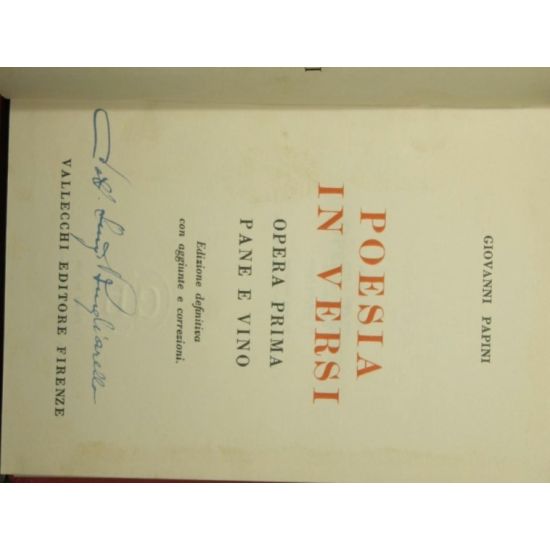 GIOVANNI PAPINI
POESIA
IN VERSI
OPERA PRIMA
PANE E VINO
Edizione definitiva
con aggiunte e correzioni.
VALLECCHI EDITORE FIRENZE